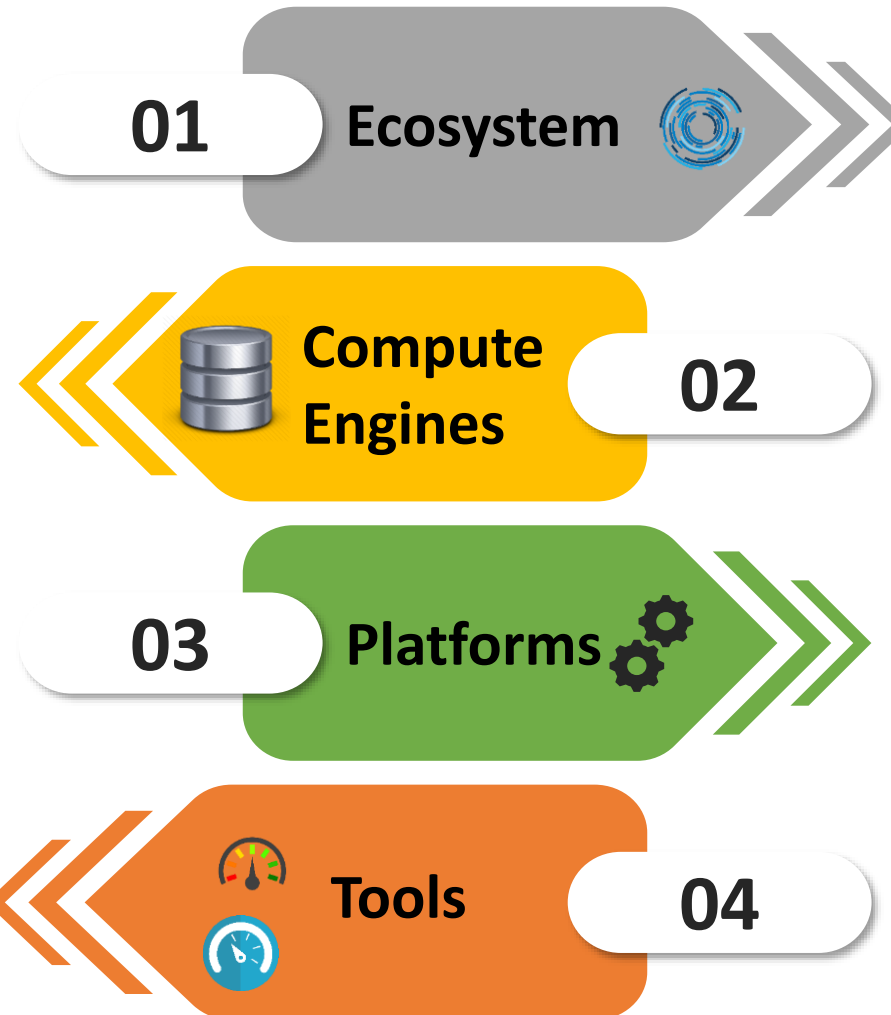 01
Ecosystem
Compute
Engines
02
03
Platforms
Tools
04